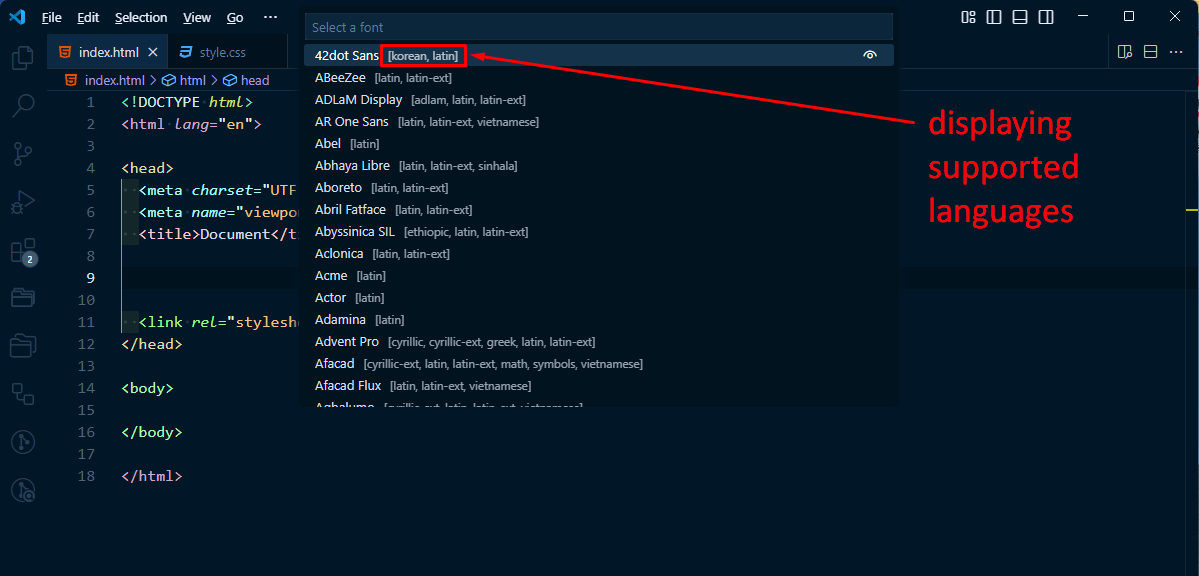 File Edit Selection View Go ···
Select a font
index.html × style.css
index.html > html > head
42dot Sans [korean, latin]
ABeeZee [latin, latin-ext]
ADLaM Display [adlam, latin, latin-ext]
AR One Sans [latin, latin-ext, vietnamese]
Abel [latin]
Abhaya Libre [latin, latin-ext, sinhala]
Aboreto [latin, latin-ext]
Abril Fatface [latin, latin-ext]
Abyssinica SIL [ethiopic, latin, latin-ext]
Aclonica [latin, latin-ext]
Acme [latin]
Actor [latin]
Adamina [latin]
Advent Pro [cyrillic, cyrillic-ext, greek, latin, latin-ext]
Afacad [cyrillic-ext, latin, latin-ext, math, symbols, vietnamese]
Afacad Flux [latin, latin-ext, vietnamese]
displaying
supported
languages
1 <!DOCTYPE html>
2 <html lang="en">
3
4 <head>
5 <meta charset="UTF
6 <meta name="viewpo
7 <title>Document</ti
8
9
10
11 <link rel="stylesh
12 </head>
13
14 <body>
15
16 </body>
17
18 </html>
2